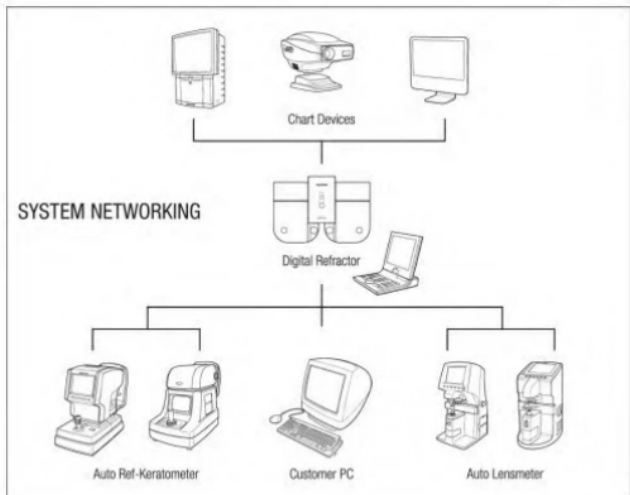 Chart Devices
SYSTEM NETWORKING
Digital Refractor
Auto Ref-Keratometer
Customer PC
Auto Lensmeter